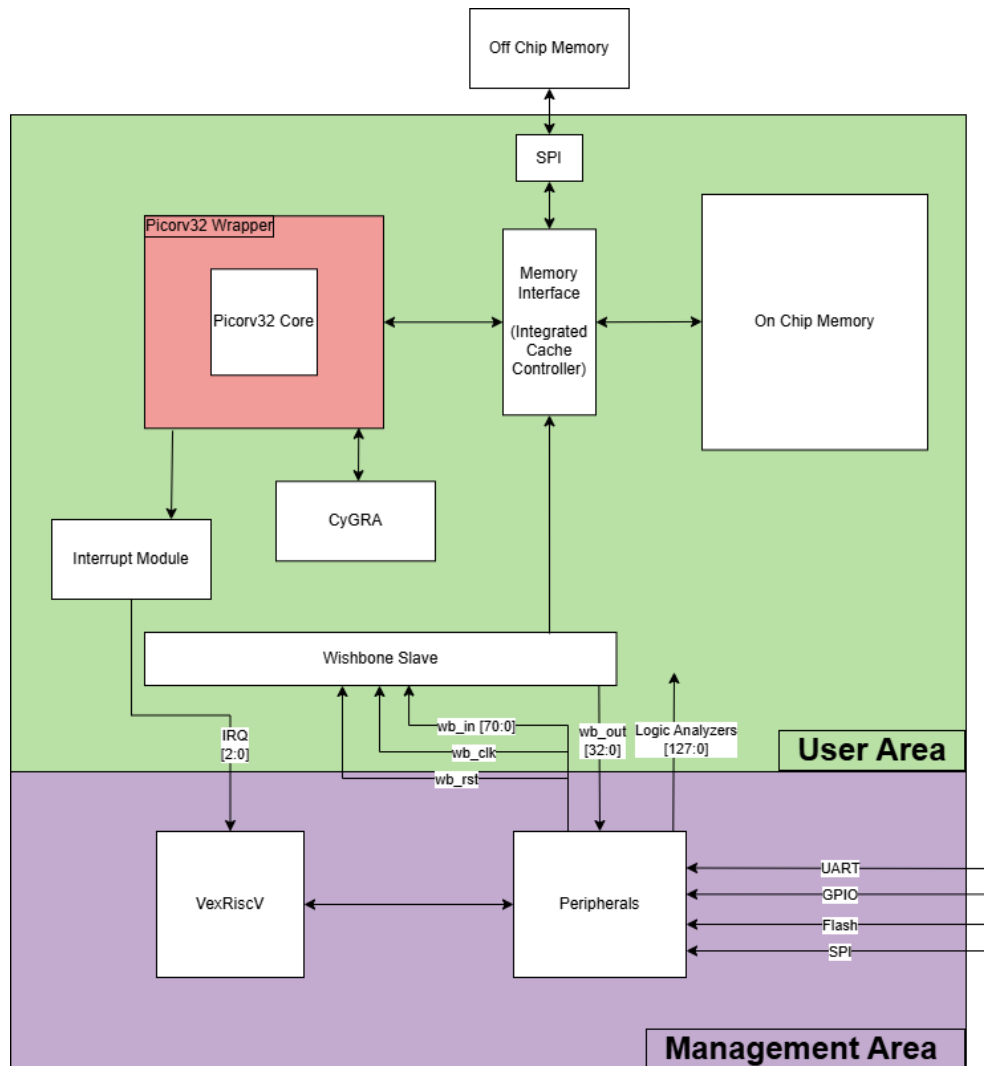 Off Chip Memory
SPI
Picorv32 Wrapper
Picorv32 Core
Memory
Interface
(Integrated
Cache
Controller)
On Chip Memory
CyGRA
Interrupt Module
Wishbone Slave
IRQ
[2:0]
wb_in [70:0]
wb_clk
wb_rst
wb_out
[32:0]
Logic Analyzers
[127:0]
User Area
VexRiscV
Peripherals
UART
GPIO
Flash
SPI
Management Area